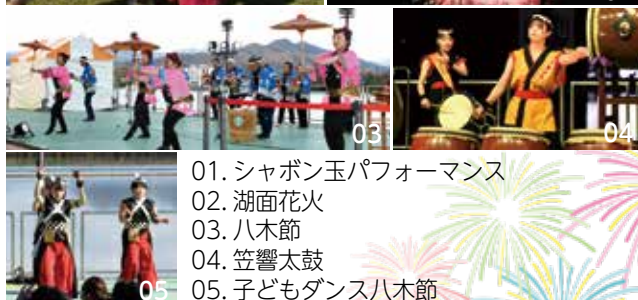 03
04
05
01. シャボン玉パフォーマンス
02. 湖面花火
03. 八木節
04. 笠響太鼓
05. 子どもダンス八木節